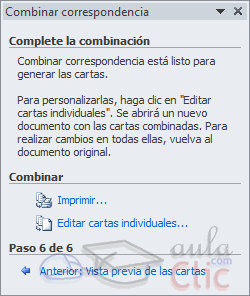 Combinar correspondencia
Complete la combinación
Combinar correspondencia está listo para
generar las cartas.
Para personalizarlas, haga clic en "Editar
cartas individuales". Se abrirá un nuevo
documento con las cartas combinadas. Para
realizar cambios en todas ellas, vuelva al
documento original.
Combinar
Imprimir...
Editar cartas individuales...
Paso 6 de 6
Anterior: Vista previa de las cartas
aula
Clic